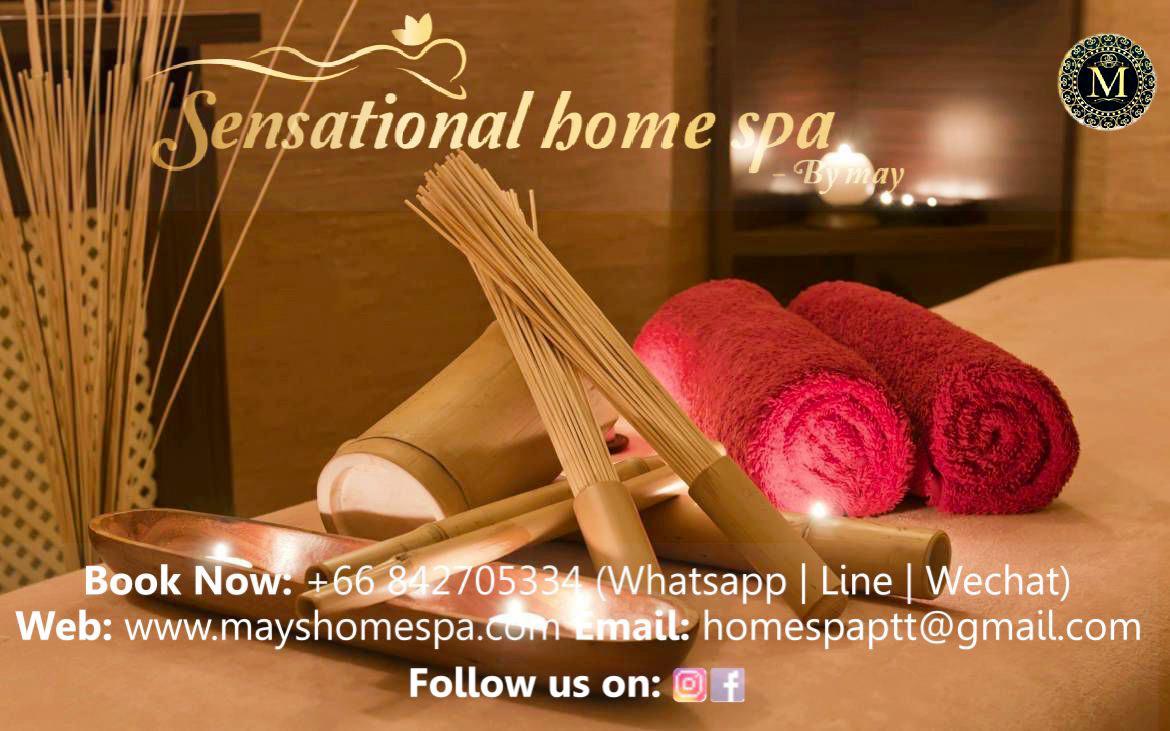 Sensational home spa
- By may
M
Book Now: +66 842705334 (Whatsapp | Line | Wechat)
Web: www.mayshomespa.com Email: homespaptt@gmail.com
Follow us on: